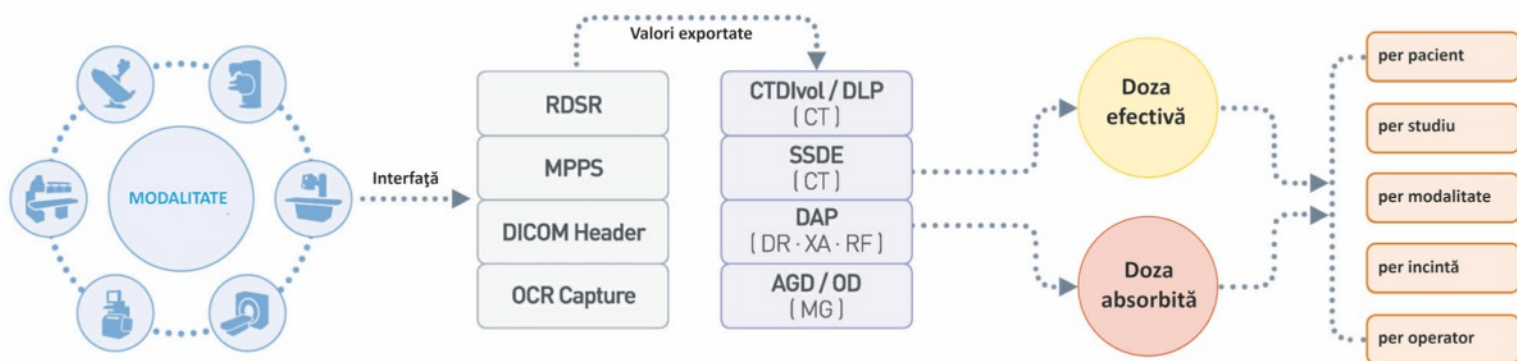 MODALITATE
Interfaţă
RDSR
MPPS
DICOM Header
OCR Capture
Valori exportate
CTDIvol / DLP
[ CT ]
SSDE
[ CT ]
DAP
[ DR · XA · RF ]
AGD / OD
[ MG ]
Doza
efectivă
Doza
absorbită
per pacient
per studiu
per modalitate
per incintă
per operator